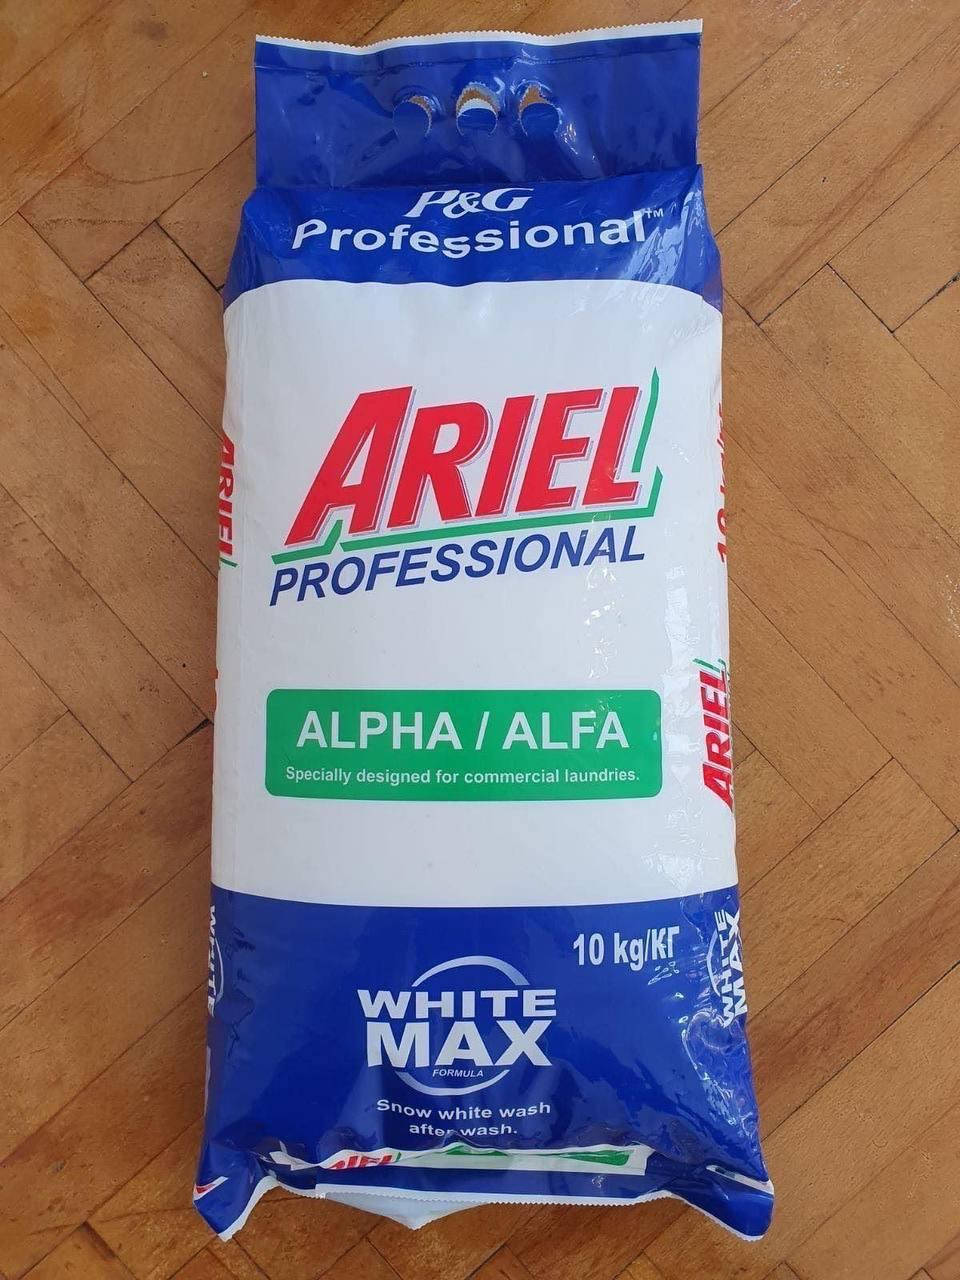 P&G
Professional™
ARIEL
PROFESSIONAL
ALPHA / ALFA
Specially designed for commercial laundries.
10 kg/КГ
WHITE
MAX
FORMULA
Snow white wash
after wash.
ARIEL
ARIEL
ARIEL
WHITE
WHITE
MAX